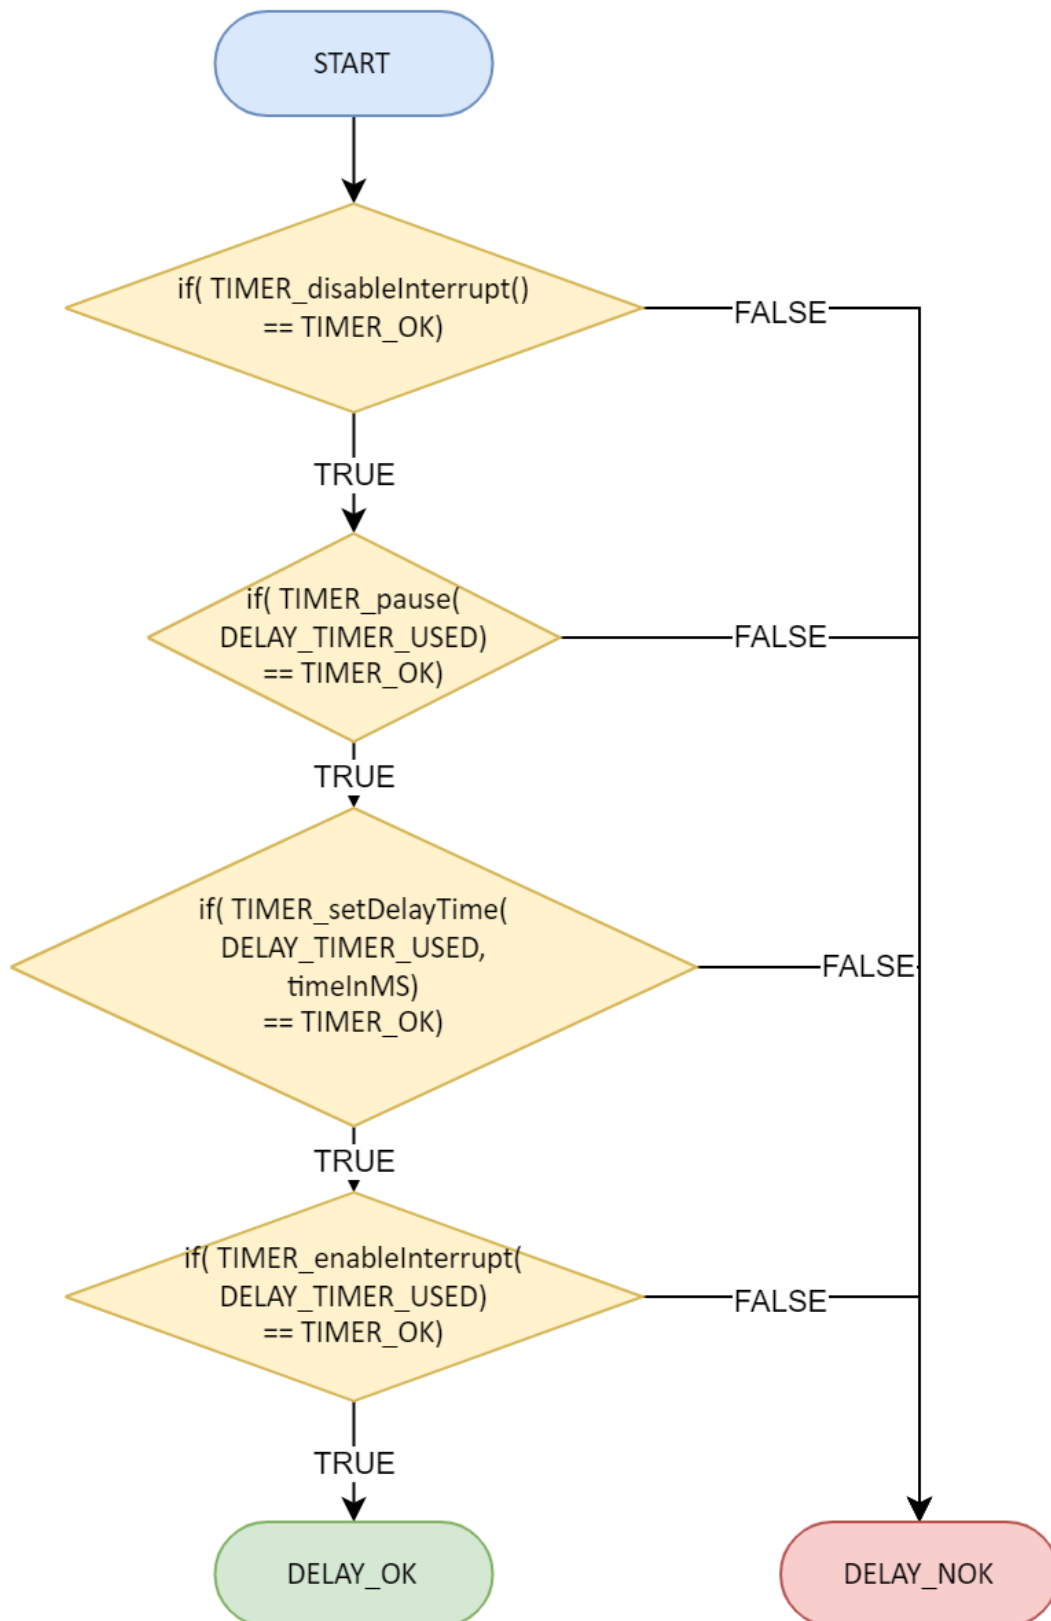 START
if( TIMER_disableInterrupt()
== TIMER_OK)
FALSE
TRUE
if( TIMER_pause(
DELAY_TIMER_USED)
== TIMER_OK)
FALSE
TRUE
if( TIMER_setDelayTime(
DELAY_TIMER_USED,
timeInMS)
== TIMER_OK)
FALSE
TRUE
if( TIMER_enableInterrupt(
DELAY_TIMER_USED)
== TIMER_OK)
FALSE
TRUE
DELAY_OK
DELAY_NOK